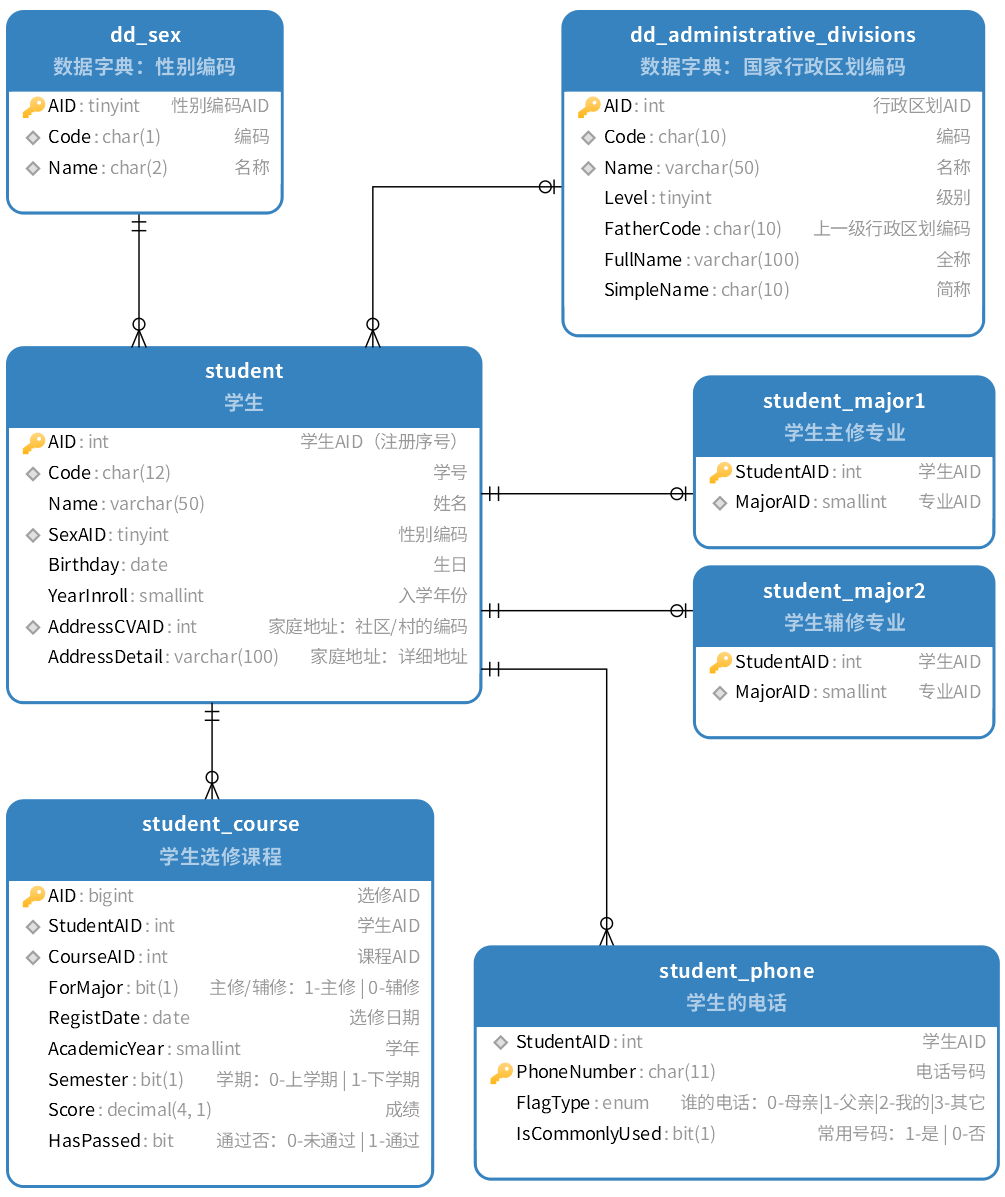 dd_sex
数据字典：性别编码
AID : tinyint 性别编码AID
Code : char(1) 编码
Name : char(2) 名称
dd_administrative_divisions
数据字典：国家行政区划编码
AID : int 行政区划AID
Code : char(10) 编码
Name : varchar(50) 名称
Level : tinyint 级别
FatherCode : char(10) 上一级行政区划编码
FullName : varchar(100) 全称
SimpleName : char(10) 简称
student
学生
AID : int 学生AID（注册序号）
Code : char(12) 学号
Name : varchar(50) 姓名
SexAID : tinyint 性别编码
Birthday : date 生日
YearInroll : smallint 入学年份
AddressCVAID : int 家庭地址：社区/村的编码
AddressDetail : varchar(100) 家庭地址：详细地址
student_major1
学生主修专业
StudentAID : int 学生AID
MajorAID : smallint 专业AID
student_major2
学生辅修专业
StudentAID : int 学生AID
MajorAID : smallint 专业AID
student_course
学生选修课程
AID : bigint 选修AID
StudentAID : int 学生AID
CourseAID : int 课程AID
ForMajor : bit(1) 主修/辅修：1-主修 | 0-辅修
RegistDate : date 选修日期
AcademicYear : smallint 学年
Semester : bit(1) 学期：0-上学期 | 1-下学期
Score : decimal(4, 1) 成绩
HasPassed : bit 通过否：0-未通过 | 1-通过
student_phone
学生的电话
StudentAID : int 学生AID
PhoneNumber : char(11) 电话号码
FlagType : enum 谁的电话：0-母亲|1-父亲|2-我的|3-其它
IsCommonlyUsed : bit(1) 常用号码：1-是 | 0-否